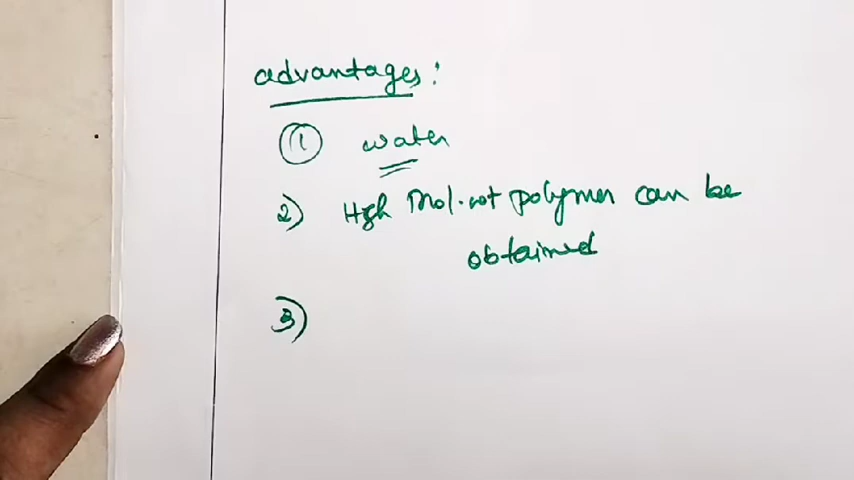 advantages:
1 water
2) High Mol.wt polymer can be
obtained
3)